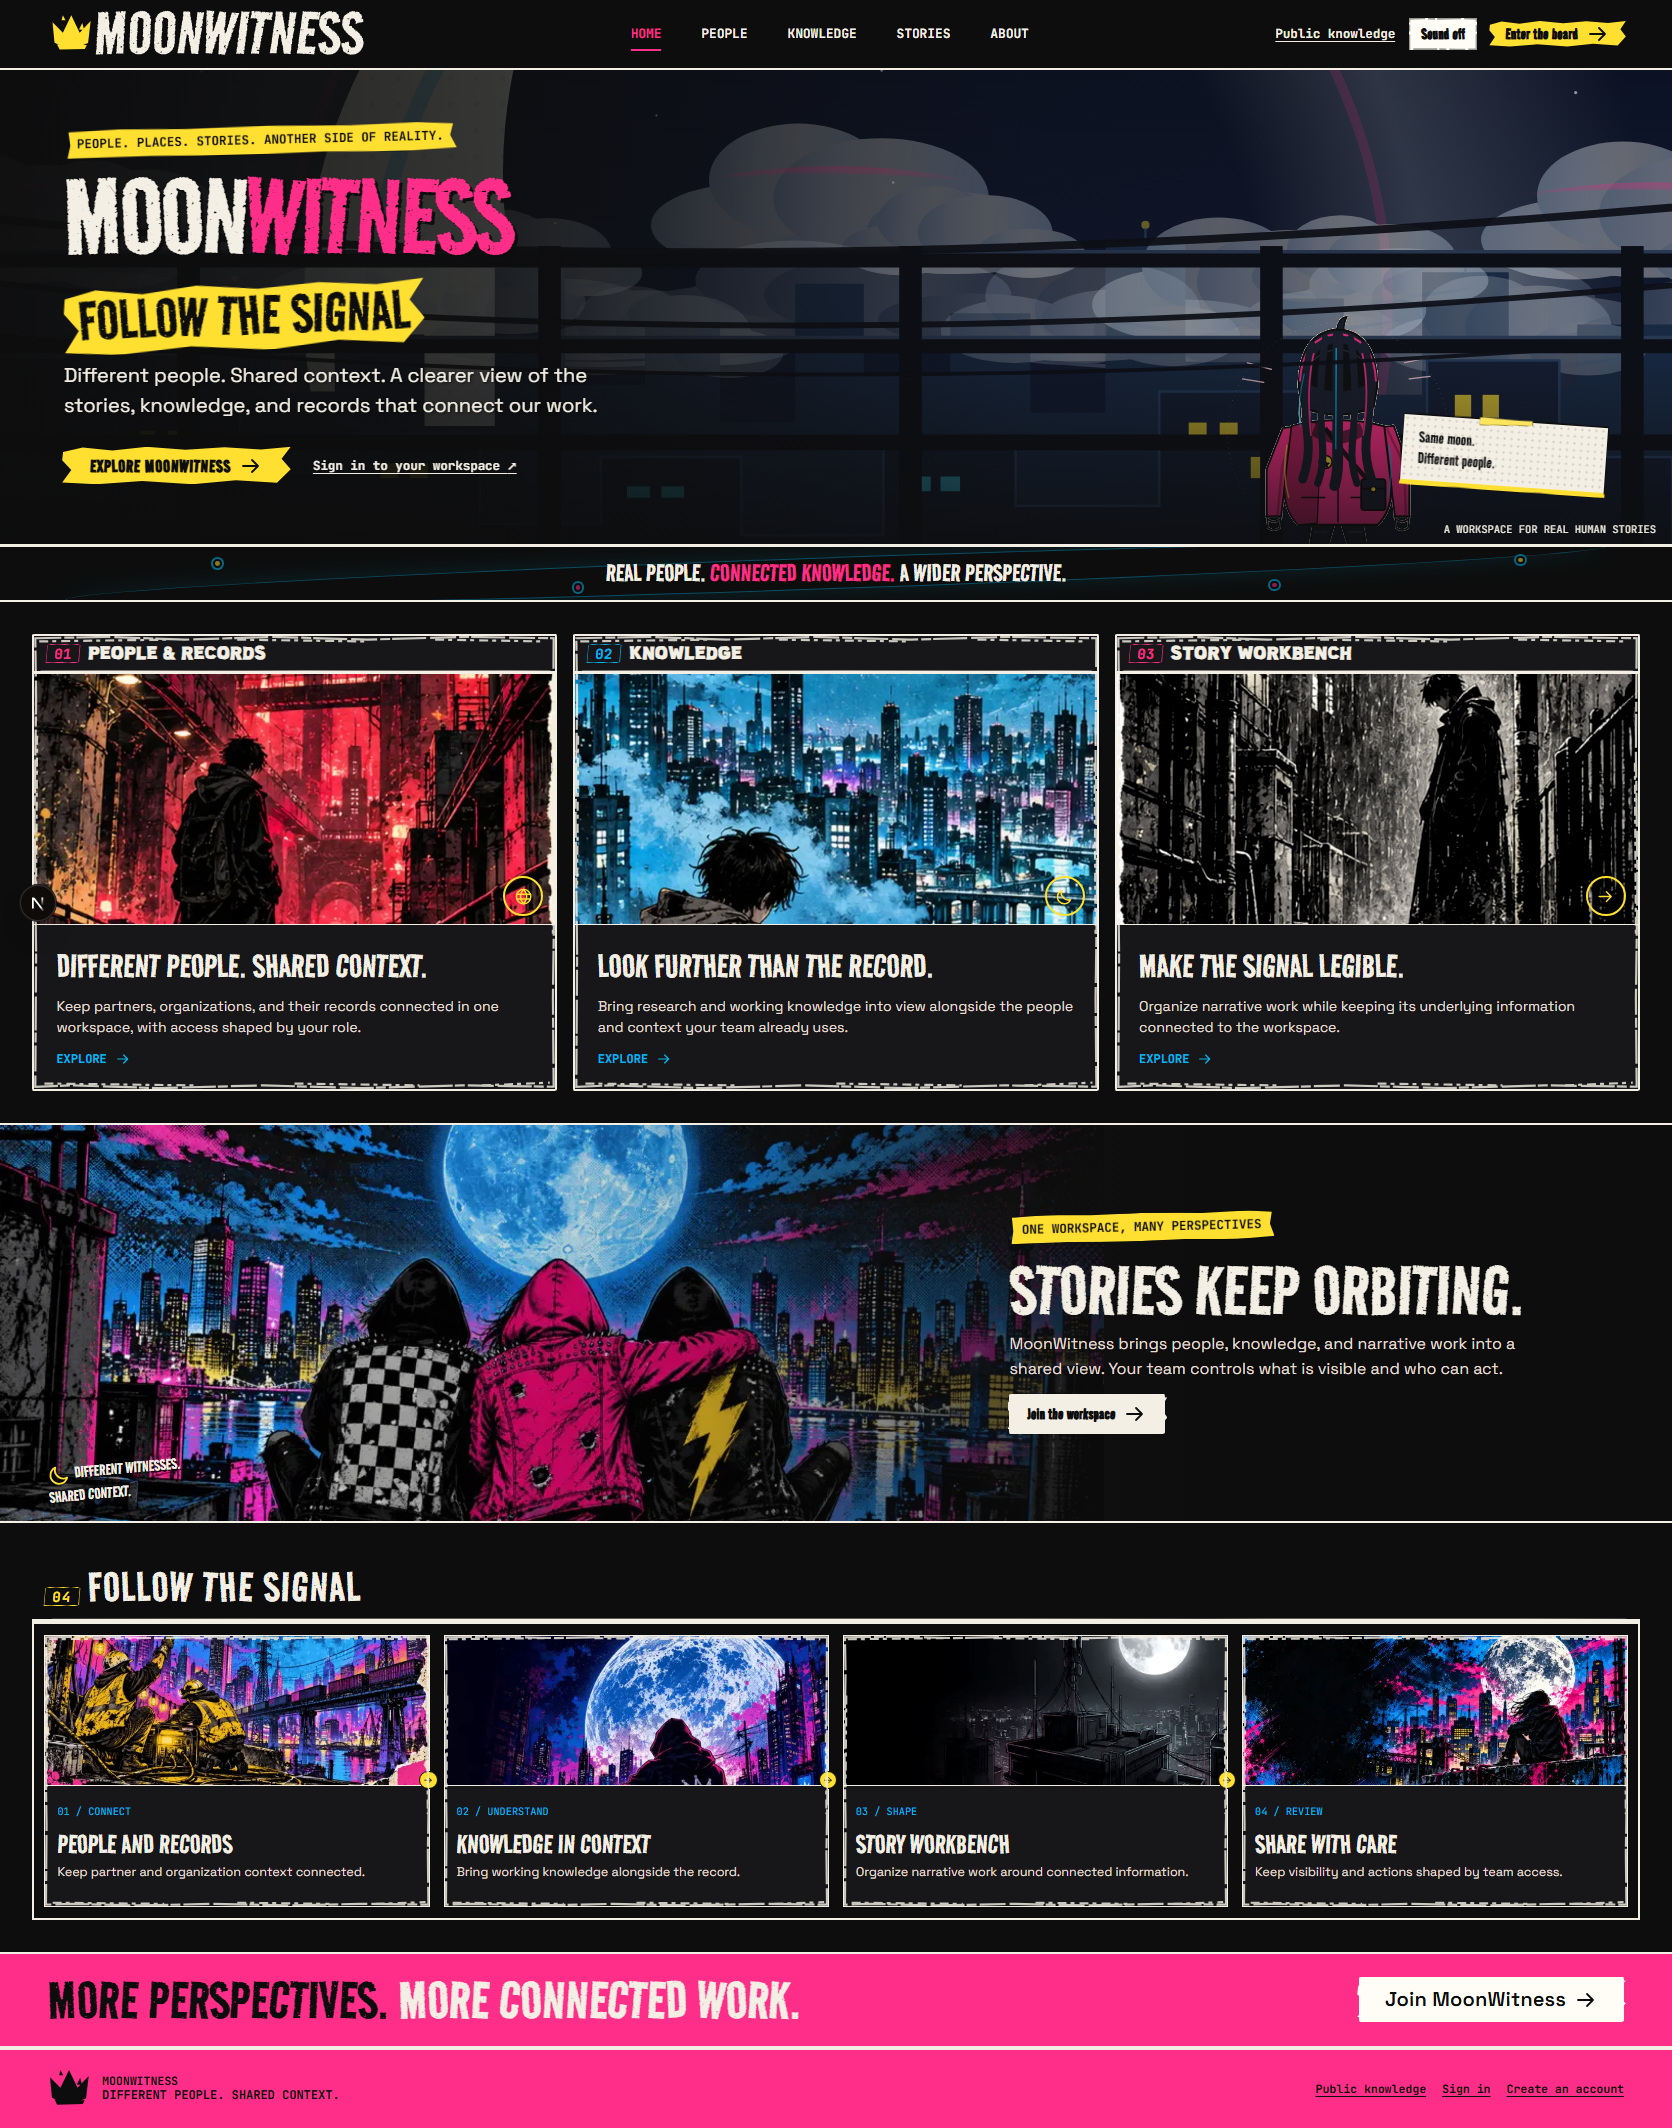 MOONWITNESS
HOME
PEOPLE
KNOWLEDGE
STORIES
ABOUT
Public knowledge
Sound off
Enter the board →
PEOPLE. PLACES. STORIES. ANOTHER SIDE OF REALITY.
MOONWITNESS
FOLLOW THE SIGNAL
Different people. Shared context. A clearer view of the
stories, knowledge, and records that connect our work.
EXPLORE MOONWITNESS →
Sign in to your workspace ↗
Same moon.
Different people.
A WORKSPACE FOR REAL HUMAN STORIES
REAL PEOPLE. CONNECTED KNOWLEDGE. A WIDER PERSPECTIVE.
01 PEOPLE & RECORDS
DIFFERENT PEOPLE. SHARED CONTEXT.
Keep partners, organizations, and their records connected in one
workspace, with access shaped by your role.
EXPLORE →
02 KNOWLEDGE
LOOK FURTHER THAN THE RECORD.
Bring research and working knowledge into view alongside the people
and context your team already uses.
EXPLORE →
03 STORY WORKBENCH
MAKE THE SIGNAL LEGIBLE.
Organize narrative work while keeping its underlying information
connected to the workspace.
EXPLORE →
N
DIFFERENT WITNESSES.
SHARED CONTEXT.
ONE WORKSPACE, MANY PERSPECTIVES
STORIES KEEP ORBITING.
MoonWitness brings people, knowledge, and narrative work into a
shared view. Your team controls what is visible and who can act.
Join the workspace →
04 FOLLOW THE SIGNAL
01 / CONNECT
PEOPLE AND RECORDS
Keep partner and organization context connected.
02 / UNDERSTAND
KNOWLEDGE IN CONTEXT
Bring working knowledge alongside the record.
03 / SHAPE
STORY WORKBENCH
Organize narrative work around connected information.
04 / REVIEW
SHARE WITH CARE
Keep visibility and actions shaped by team access.
MORE PERSPECTIVES. MORE CONNECTED WORK.
Join MoonWitness →
MOONWITNESS
DIFFERENT PEOPLE. SHARED CONTEXT.
Public knowledge
Sign in
Create an account